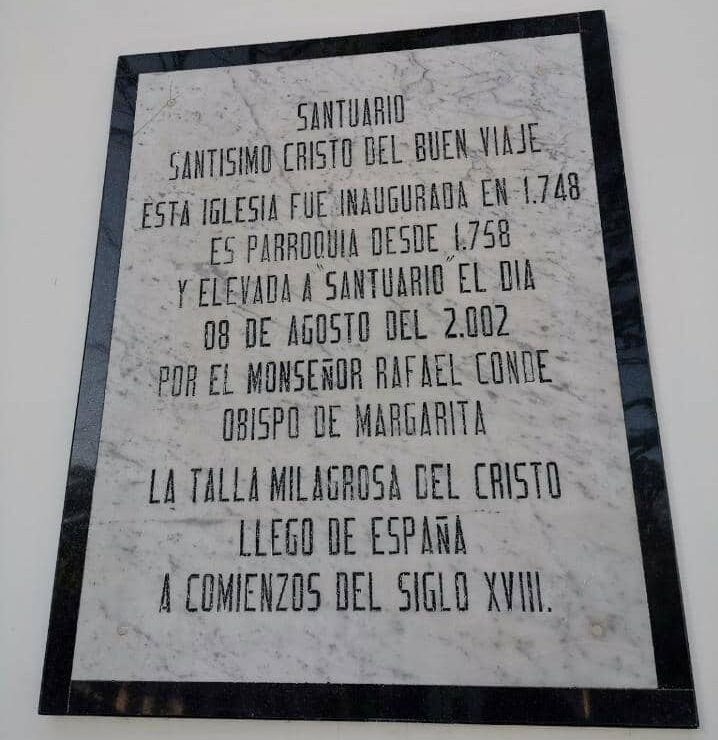 SANTUARIO
SANTISIMO CRISTO DEL BUEN VIAJE
ESTA IGLESIA FUE INAUGURADA EN 1.748
ES PARROQUIA DESDE 1.758
Y ELEVADA A "SANTUARIO" EL DIA
08 DE AGOSTO DEL 2.002
POR EL MONSEÑOR RAFAEL CONDE
OBISPO DE MARGARITA
LA TALLA MILAGROSA DEL CRISTO
LLEGO DE ESPAÑA
A COMIENZOS DEL SIGLO XVIII.